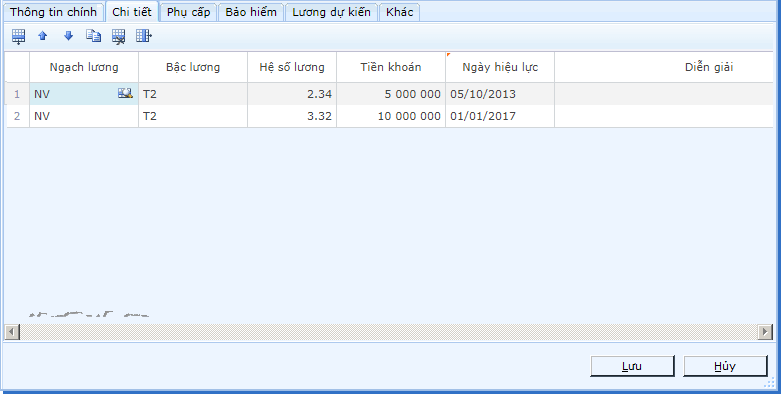 Thông tin chính Chi tiết Phụ cấp Bảo hiểm Lương dự kiến Khác
Ngạch lương Bậc lương Hệ số lương Tiền khoán Ngày hiệu lực Diễn giải
1 NV T2 2.34 5 000 000 05/10/2013
2 NV T2 3.32 10 000 000 01/01/2017
Lưu Hủy